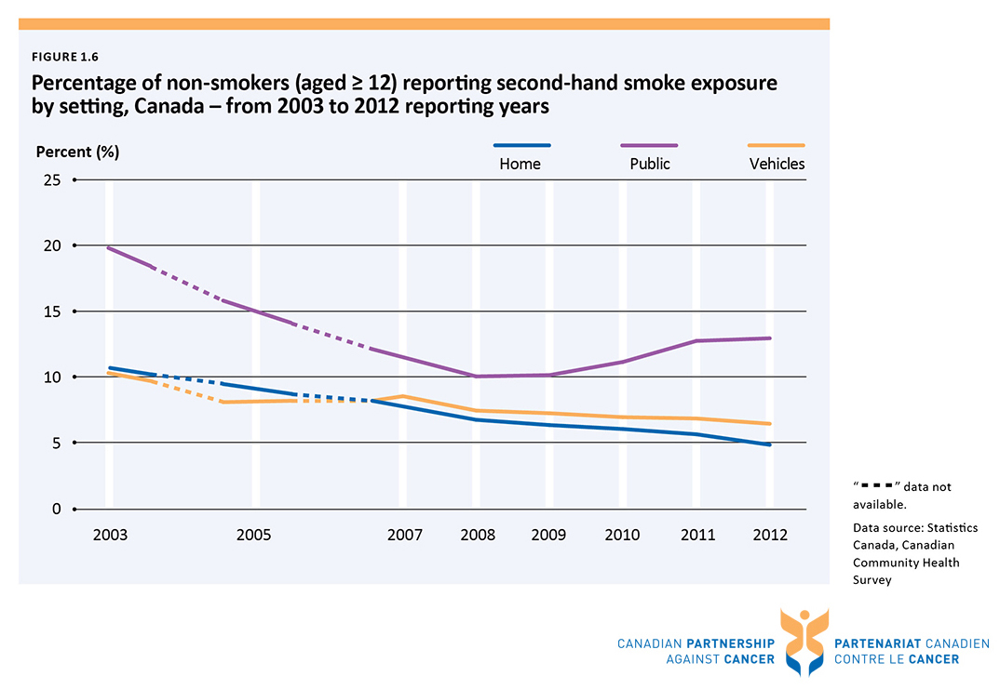 FIGURE 1.6
Percentage of non-smokers (aged ≥ 12) reporting second-hand smoke exposure
by setting, Canada – from 2003 to 2012 reporting years
Percent (%)
Home Public Vehicles
25
20
15
10
5
0
2003 2005 2007 2008 2009 2010 2011 2012
“---” data not
available.
Data source: Statistics
Canada, Canadian
Community Health
Survey
CANADIAN PARTNERSHIP
AGAINST CANCER
PARTENARIAT CANADIEN
CONTRE LE CANCER